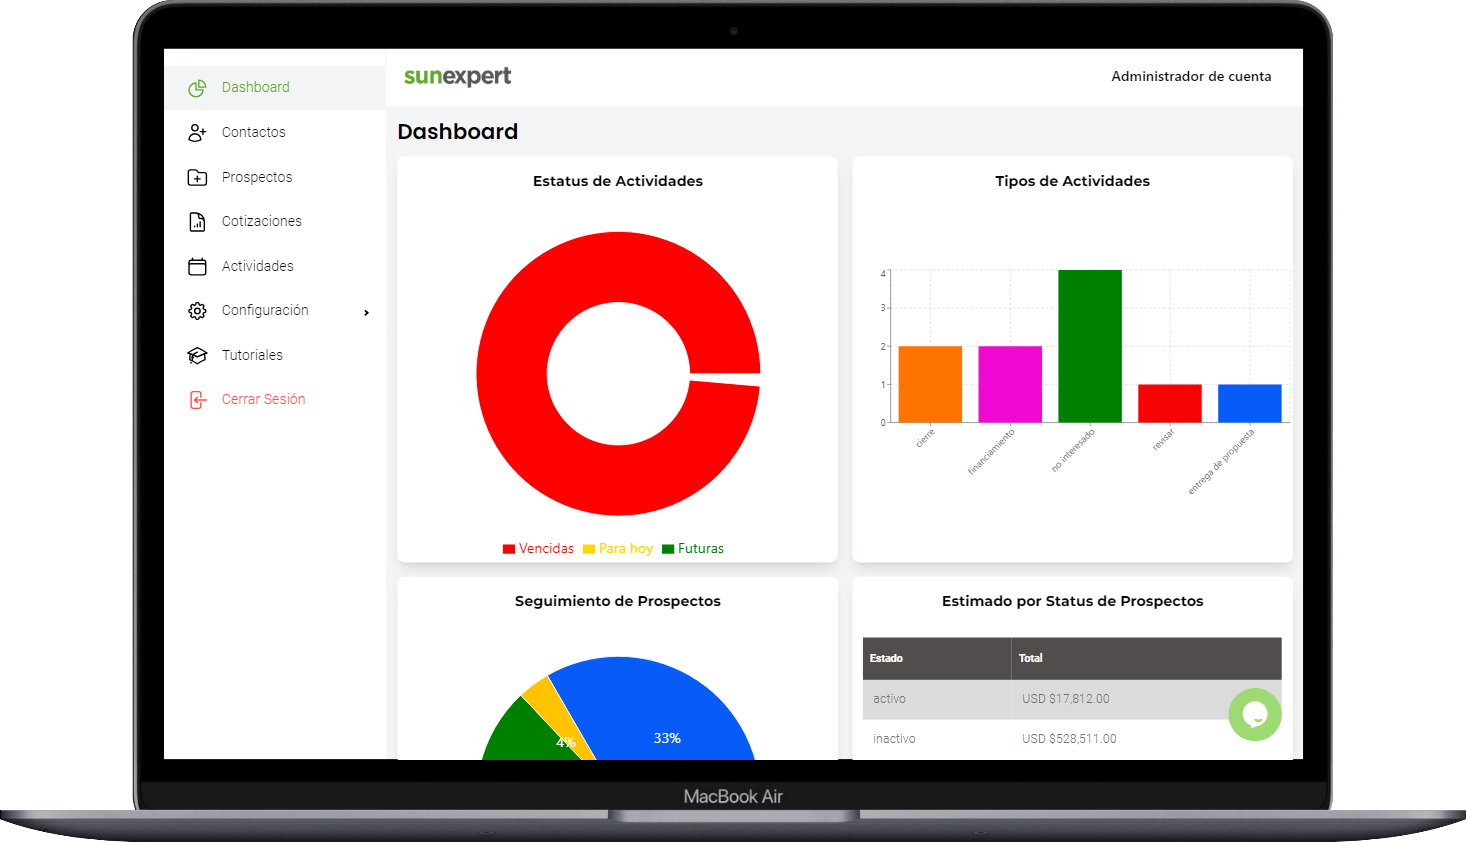 sunexpert
Administrador de cuenta
Dashboard
Contactos
Prospectos
Cotizaciones
Actividades
Configuración
Tutoriales
Cerrar Sesión
Dashboard
Estatus de Actividades
Vencidas Para hoy Futuras
Tipos de Actividades
4
3
2
1
0
cierre
financiamiento
no interesado
revisar
entrega de propuesta
Seguimiento de Prospectos
4%
33%
Estimado por Status de Prospectos
Estado Total
activo USD $17,812.00
inactivo USD $528,511.00
MacBook Air